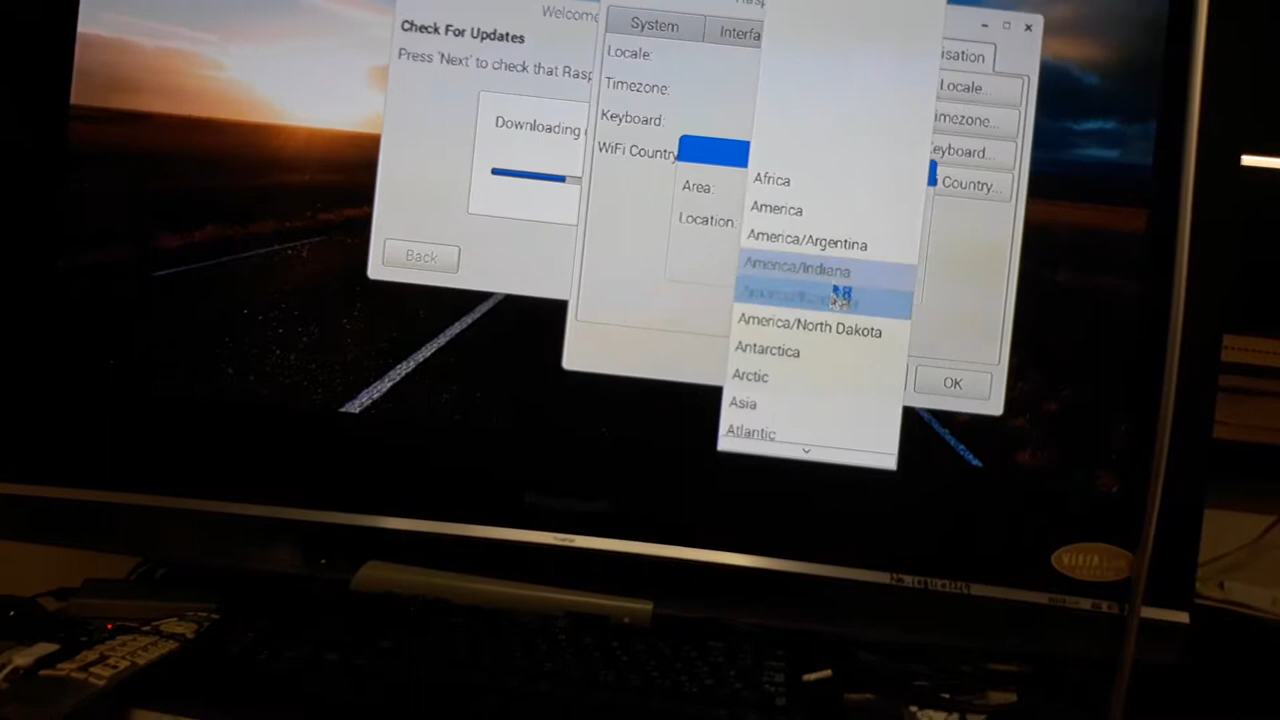 Welcome
Check For Updates
Press 'Next' to check that Rasp
Downloading
Back
System
Interfa
isation
Locale:
Timezone:
Keyboard:
WiFi Country
Locale...
imezone...
eyboard...
Country...
Area:
Location:
Africa
America
America/Argentina
America/Indiana
America/North Dakota
Antarctica
Arctic
Asia
Atlantic
OK